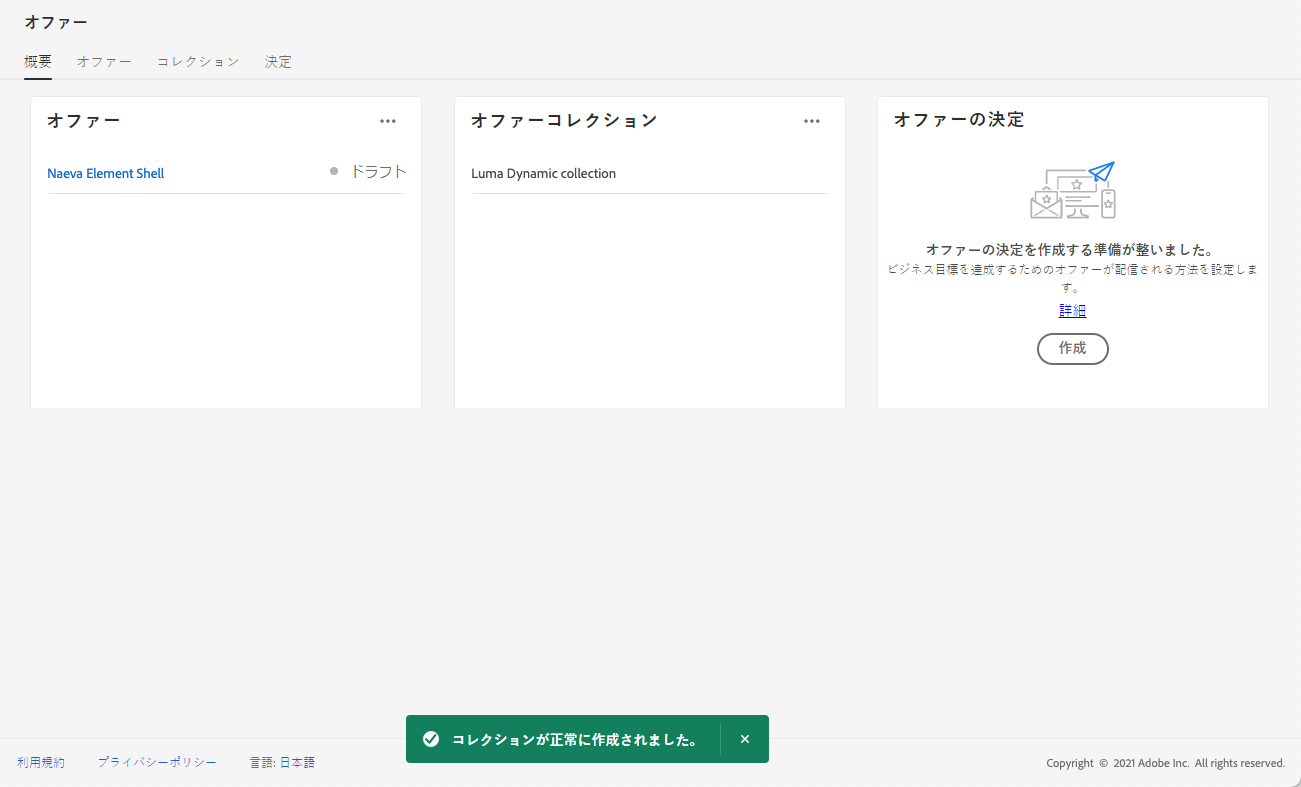 オファー
概要 オファー コレクション 決定
オファー
Naeva Element Shell ドラフト
オファーコレクション
Luma Dynamic collection
オファーの決定
オファーの決定を作成する準備が整いました。
ビジネス目標を達成するためのオファーが配信される方法を設定しま
す。
詳細
作成
コレクションが正常に作成されました。
利用規約 プライバシーポリシー 言語: 日本語 Copyright © 2021 Adobe Inc. All rights reserved.